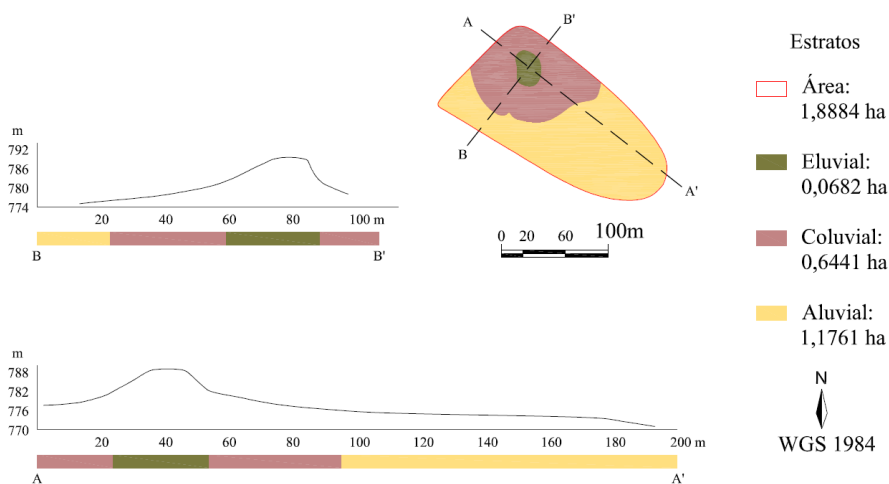 A
B'
B
A'
0 20 60 100m
Estratos
Área:
1,8884 ha
Eluvial:
0,0682 ha
Coluvial:
0,6441 ha
Aluvial:
1,1761 ha
N
WGS 1984
m
792
786
780
774
20 40 60 80 100 m
B B'
m
788
782
776
770
20 40 60 80 100 120 140 160 180 200 m
A A'